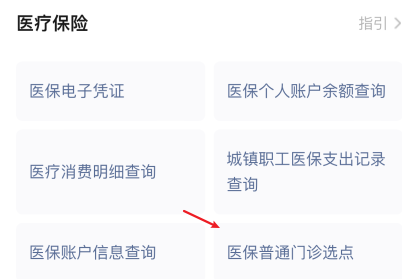 医疗保险
指引
医保电子凭证
医保个人账户余额查询
医疗消费明细查询
城镇职工医保支出记录
查询
医保账户信息查询
医保普通门诊选点